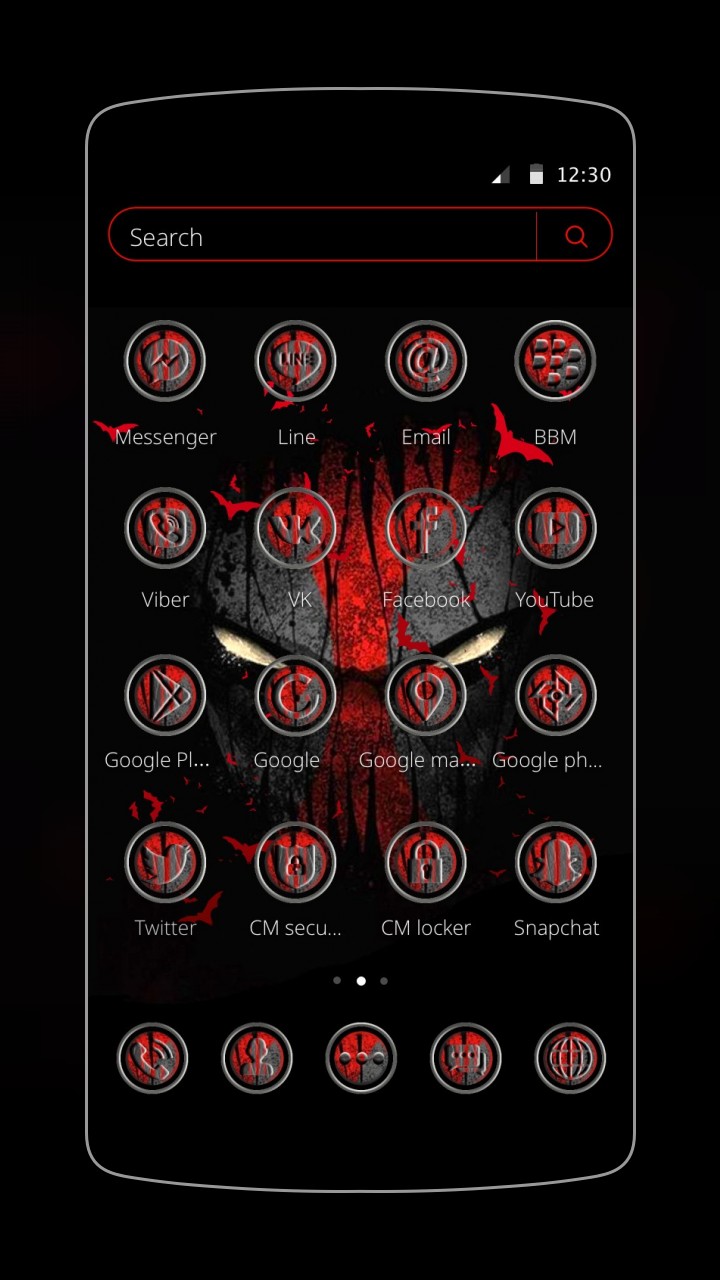 12:30
Search
LINE
Messenger Line Email BBM
Viber VK Facebook YouTube
Google Pl... Google Google ma... Google ph...
Twitter CM secu... CM locker Snapchat